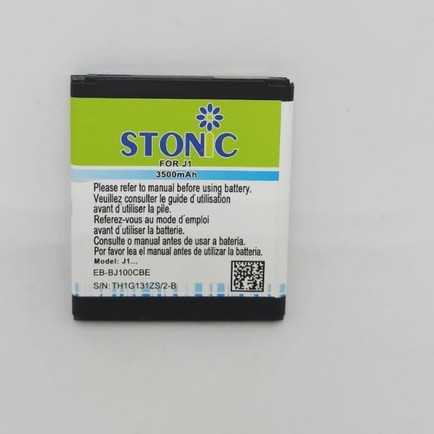 STONiC
FOR J1
3500mAh
Please refer to manual before using battery.
Veuillez consulter le guide d'utilisation
avant d'utiliser la pile.
Referez-vous au mode d'emploi
avant d'utiliser la batterie.
Consulte o manual antes de usar a batería.
Por favor lea el manual antes de utilizar la batería.
Model: J1...
EB-BJ100CBE
S/N: TH1G131ZS/2-B